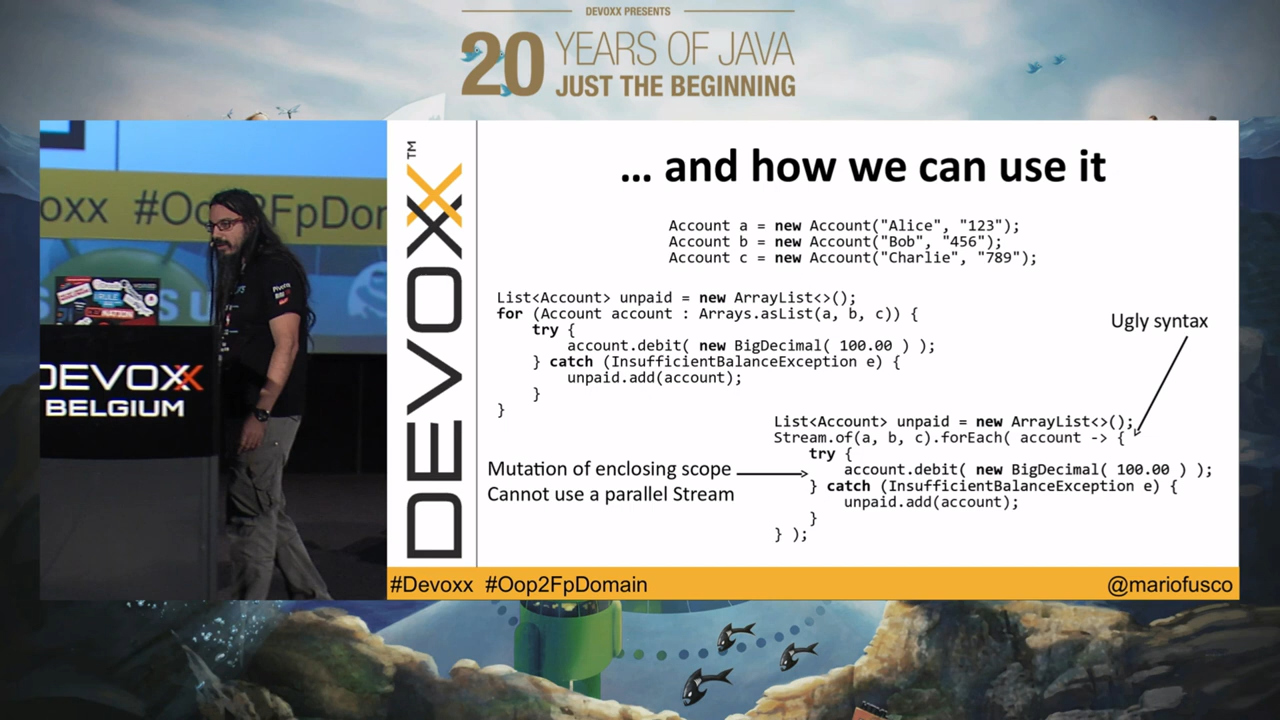 DEVOXX PRESENTS
20 YEARS OF JAVA
JUST THE BEGINNING
oxx #Oop2FpDor
DEVOXX
BELGIUM
DEVOXX™
… and how we can use it
Account a = new Account("Alice", "123");
Account b = new Account("Bob", "456");
Account c = new Account("Charlie", "789");
List<Account> unpaid = new ArrayList<>();
for (Account account : Arrays.asList(a, b, c)) {
try {
account.debit( new BigDecimal( 100.00 ) );
} catch (InsufficientBalanceException e) {
unpaid.add(account);
}
}
Ugly syntax
List<Account> unpaid = new ArrayList<>();
Stream.of(a, b, c).forEach( account -> {
try {
account.debit( new BigDecimal( 100.00 ) );
} catch (InsufficientBalanceException e) {
unpaid.add(account);
}
} );
Mutation of enclosing scope
Cannot use a parallel Stream
#Devoxx #Oop2FpDomain
@mariofusco